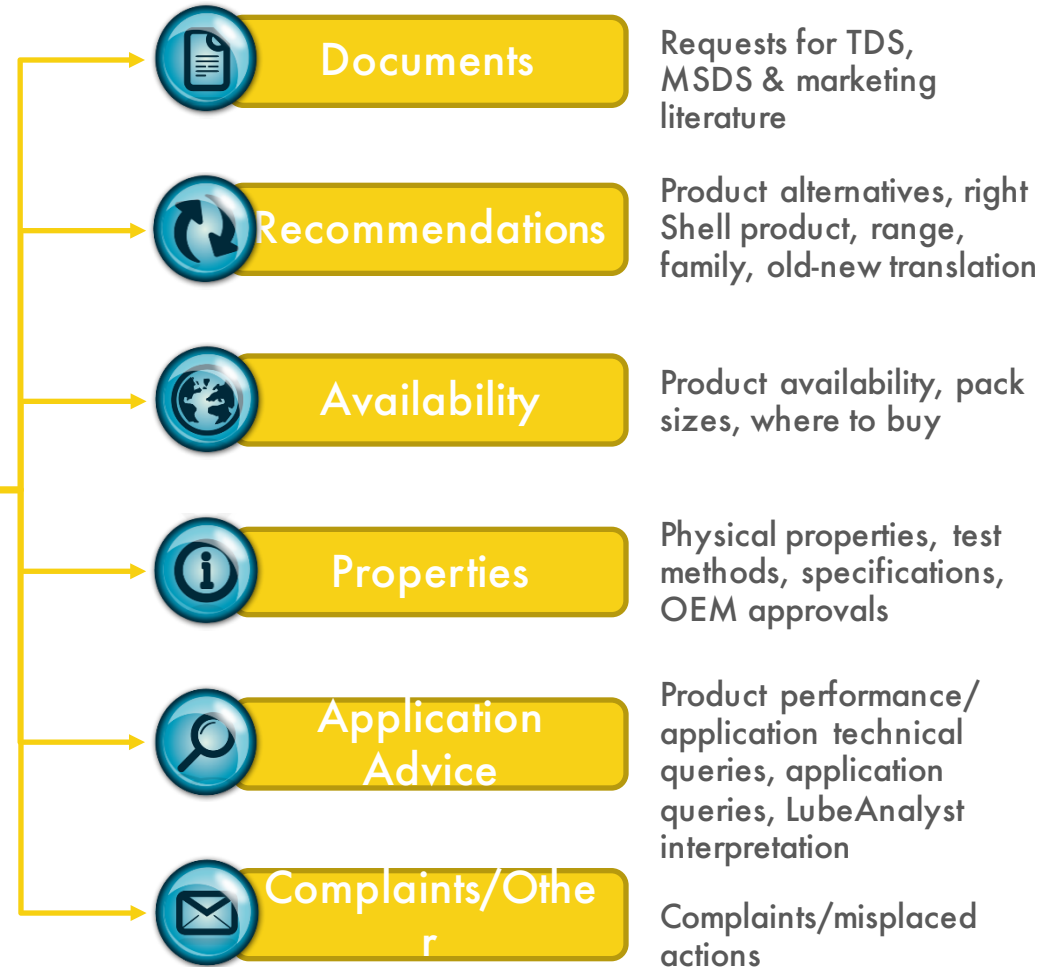 Documents
Requests for TDS,
MSDS & marketing
literature
Recommendations
Product alternatives, right
Shell product, range,
family, old-new translation
Availability
Product availability, pack
sizes, where to buy
Properties
Physical properties, test
methods, specifications,
OEM approvals
Application
Advice
Product performance/
application technical
queries, application
queries, LubeAnalyst
interpretation
Complaints/Othe
r
Complaints/misplaced
actions